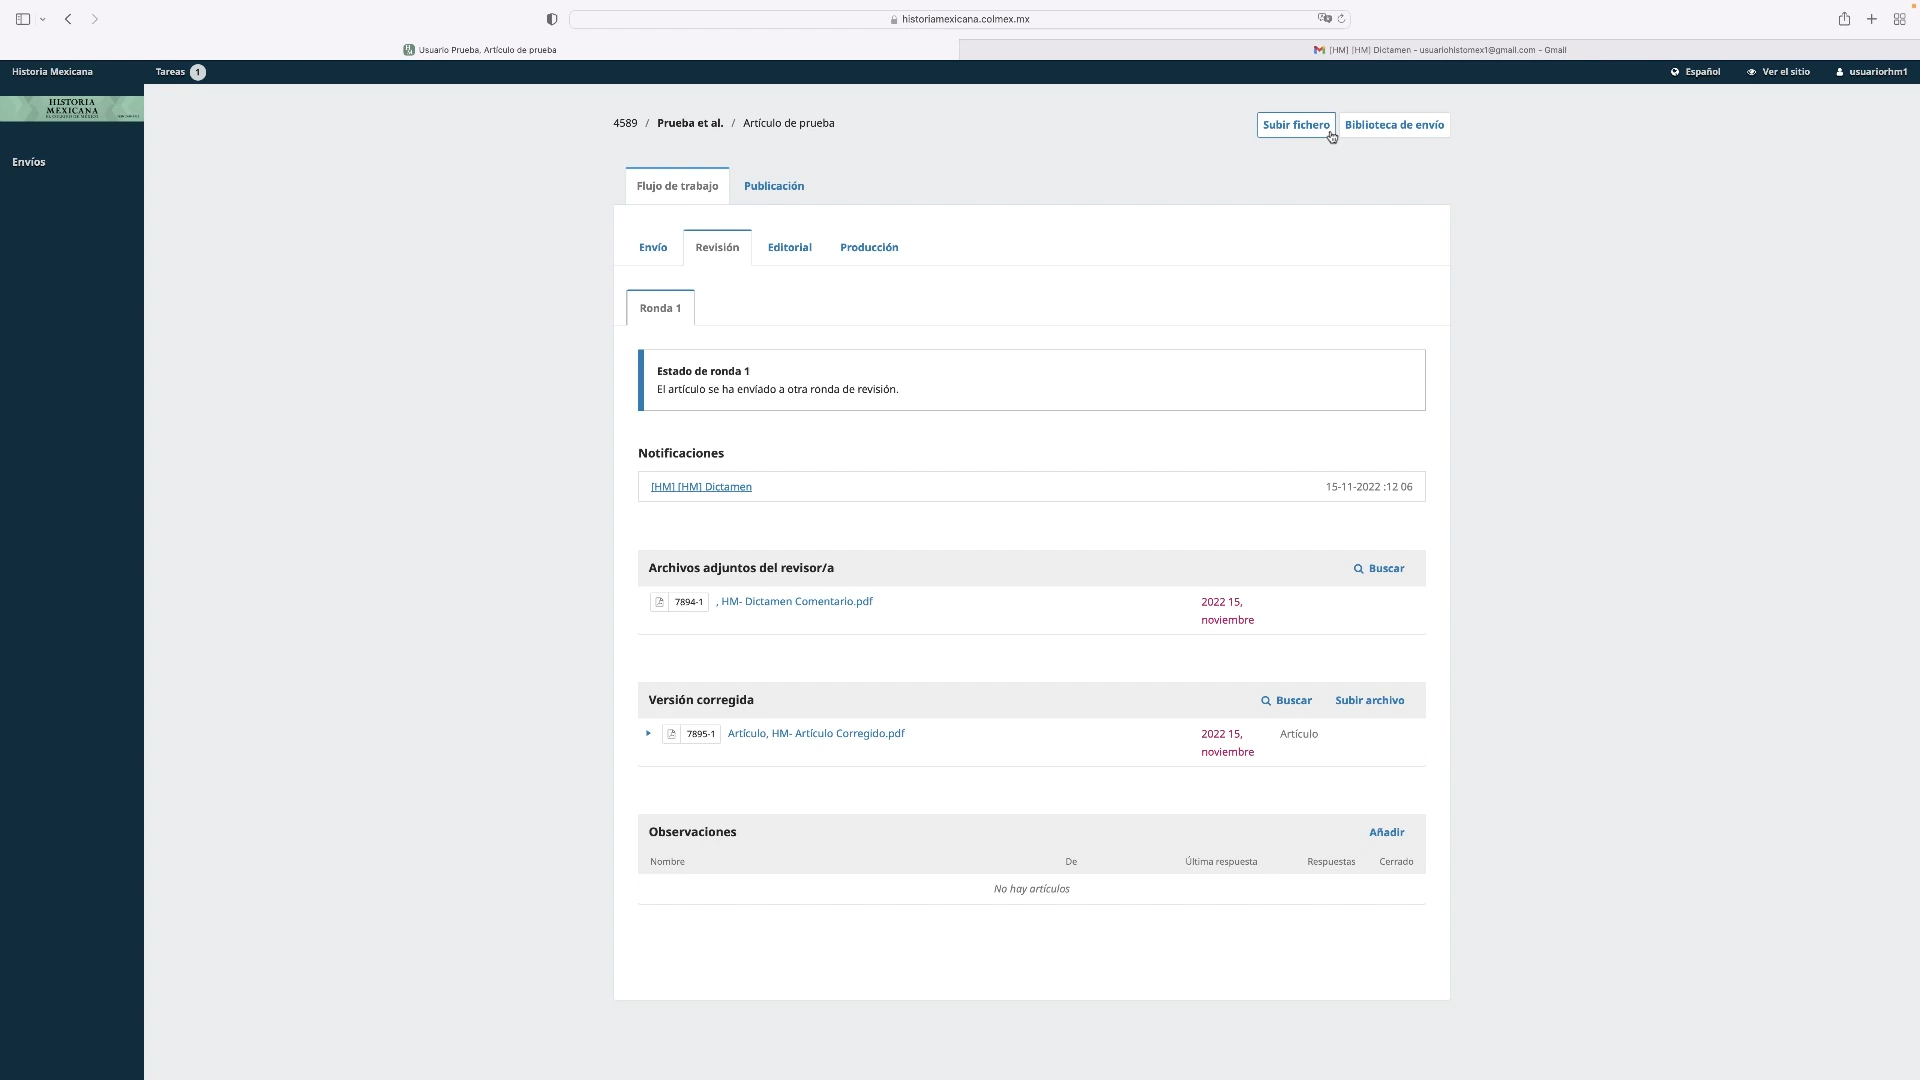 historiamexicana.colmex.mx
Usuario Prueba, Artículo de prueba
[HM] [HM] Dictamen - usuariohistomex1@gmail.com - Gmail
Historia Mexicana
Tareas 1
Español
Ver el sitio
usuariorhm1
HISTORIA
MEXICANA
EL COLEGIO DE MÉXICO
Envíos
4589 / Prueba et al. / Artículo de prueba
Subir fichero
Biblioteca de envío
Flujo de trabajo
Publicación
Envío
Revisión
Editorial
Producción
Ronda 1
Estado de ronda 1
El artículo se ha envíado a otra ronda de revisión.
Notificaciones
[HM] [HM] Dictamen
15-11-2022 :12 06
Archivos adjuntos del revisor/a
Buscar
7894-1 , HM- Dictamen Comentario.pdf
2022 15,
noviembre
Versión corregida
Buscar
Subir archivo
7895-1 Artículo, HM- Artículo Corregido.pdf
2022 15,
noviembre
Artículo
Observaciones
Añadir
Nombre
De
Última respuesta
Respuestas
Cerrado
No hay artículos